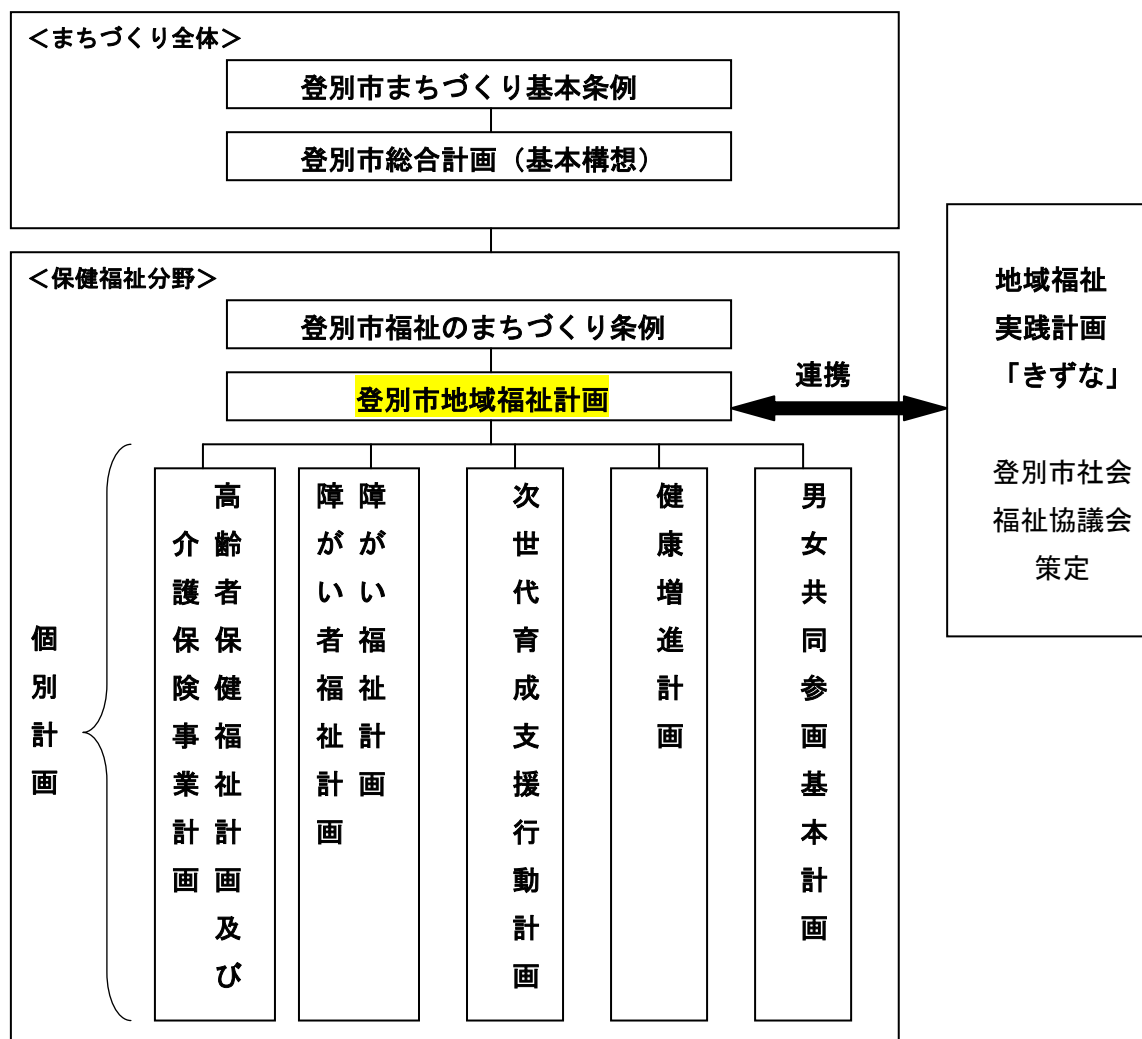 ＜まちづくり全体＞
登別市まちづくり基本条例
登別市総合計画（基本構想）
＜保健福祉分野＞
登別市福祉のまちづくり条例
登別市地域福祉計画
連携
地域福祉
実践計画
「きずな」
登別市社会
福祉協議会
策定
個別計画
高齢者保健福祉計画及び
介護保険事業計画
障がい福祉計画
障がい者福祉計画
次世代育成支援行動計画
健康増進計画
男女共同参画基本計画